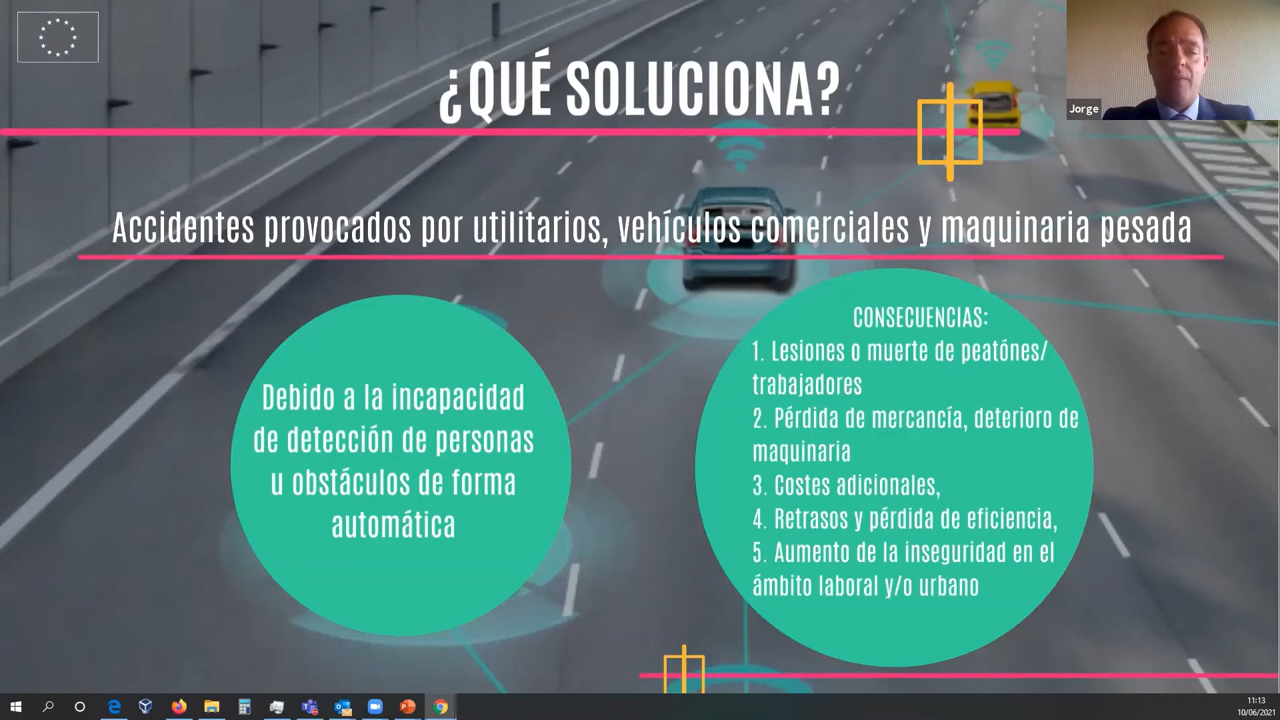 ¿QUÉ SOLUCIONA?
Jorge
Accidentes provocados por utilitarios, vehículos comerciales y maquinaria pesada
Debido a la incapacidad
de detección de personas
u obstáculos de forma
automática
CONSECUENCIAS:
1. Lesiones o muerte de peatónes/
trabajadores
2. Pérdida de mercancía, deterioro de
maquinaria
3. Costes adicionales,
4. Retrasos y pérdida de eficiencia,
5. Aumento de la inseguridad en el
ámbito laboral y/o urbano
11:13
10/06/2021